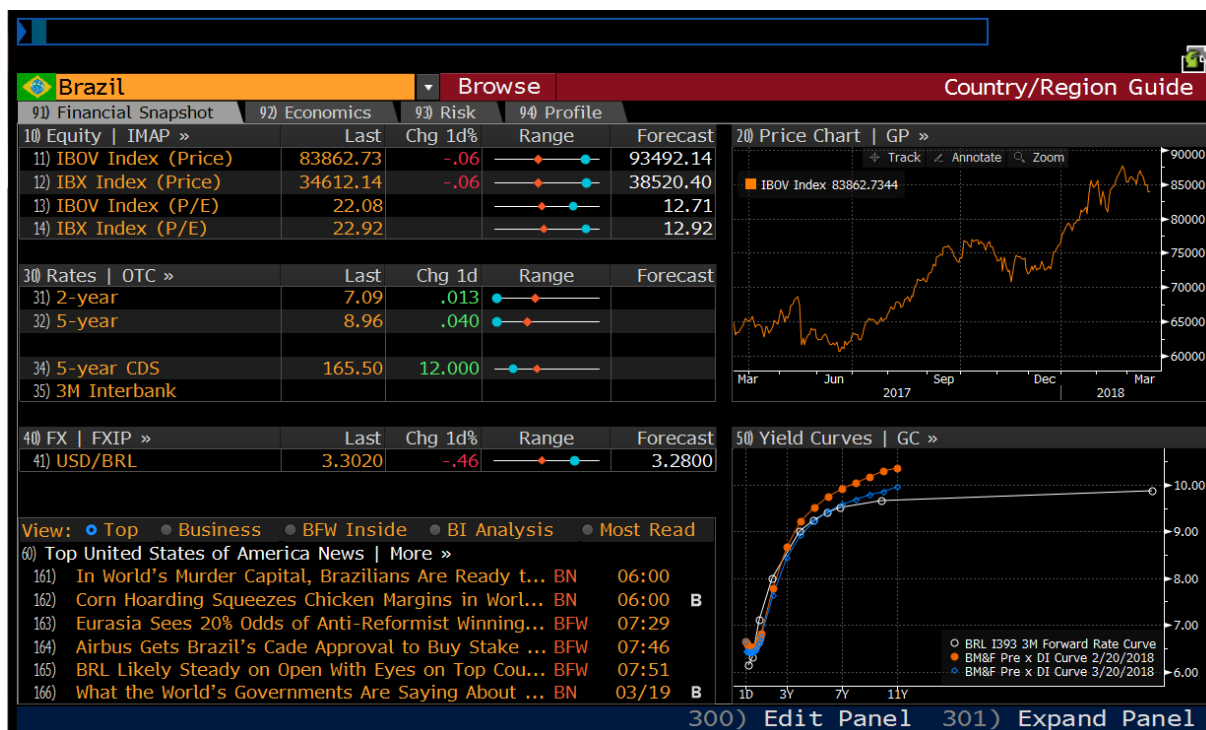 Brazil Browse Country/Region Guide
91) Financial Snapshot 92) Economics 93) Risk 94) Profile
10) Equity | IMAP » Last Chg 1d% Range Forecast
11) IBOV Index (Price) 83862.73 -.06 93492.14
12) IBX Index (Price) 34612.14 -.06 38520.40
13) IBOV Index (P/E) 22.08 12.71
14) IBX Index (P/E) 22.92 12.92
30) Rates | OTC » Last Chg 1d Range Forecast
31) 2-year 7.09 .013
32) 5-year 8.96 .040
34) 5-year CDS 165.50 12.000
35) 3M Interbank
40) FX | FXIP » Last Chg 1d% Range Forecast
41) USD/BRL 3.3020 -.46 3.2800
View: Top Business BFW Inside BI Analysis Most Read
60) Top United States of America News | More »
161) In World's Murder Capital, Brazilians Are Ready t... BN 06:00
162) Corn Hoarding Squeezes Chicken Margins in Worl... BN 06:00 B
163) Eurasia Sees 20% Odds of Anti-Reformist Winning... BFW 07:29
164) Airbus Gets Brazil's Cade Approval to Buy Stake ... BFW 07:46
165) BRL Likely Steady on Open With Eyes on Top Cou... BFW 07:51
166) What the World's Governments Are Saying About ... BN 03/19 B
20) Price Chart | GP »
Track Annotate Zoom
IBOV Index 83862.7344
90000
85000
80000
75000
70000
65000
60000
Mar Jun Sep Dec Mar
2017 2018
50) Yield Curves | GC »
10.00
9.00
8.00
7.00
6.00
BRL I393 3M Forward Rate Curve
BM&F Pre x DI Curve 2/20/2018
BM&F Pre x DI Curve 3/20/2018
1D 3Y 7Y 11Y
300) Edit Panel 301) Expand Panel